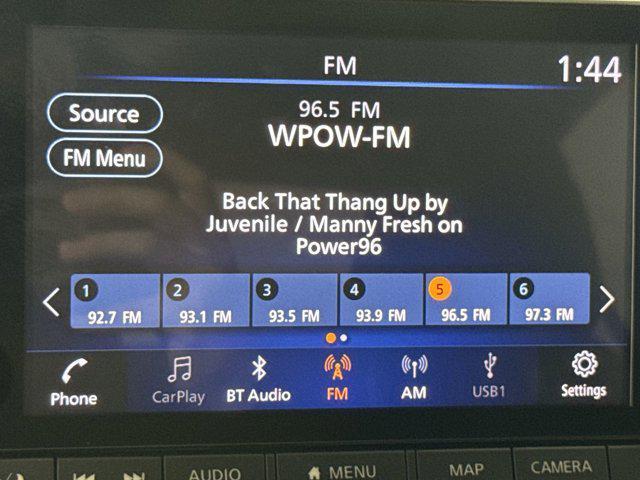 FM
1:44
Source
96.5 FM
WPOW-FM
FM Menu
Back That Thang Up by
Juvenile / Manny Fresh on
Power96
1 2 3 4 5 6
92.7 FM 93.1 FM 93.5 FM 93.9 FM 96.5 FM 97.3 FM
Phone CarPlay BT Audio FM AM USB1 Settings
AUDIO MENU MAP CAMERA